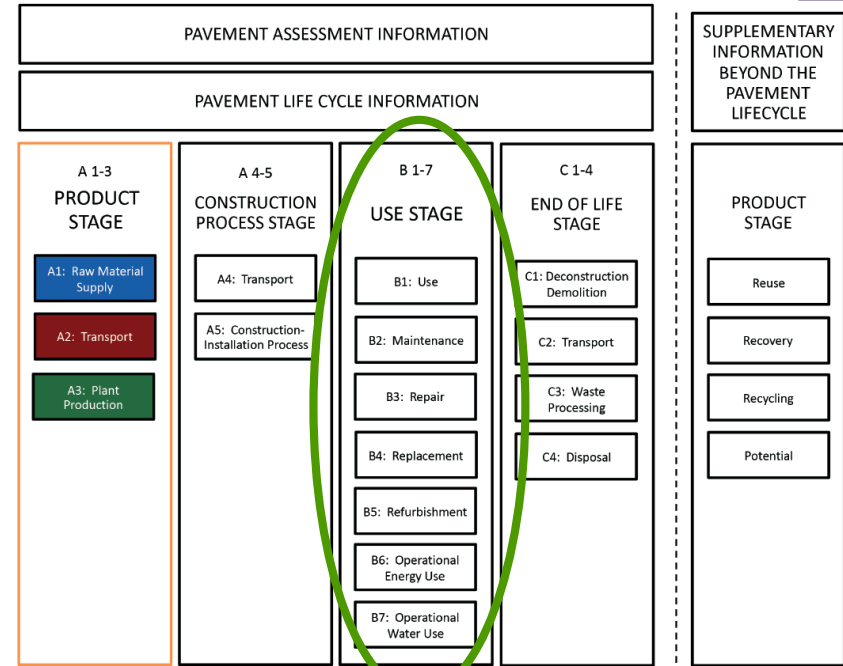 PAVEMENT ASSESSMENT INFORMATION
PAVEMENT LIFE CYCLE INFORMATION
SUPPLEMENTARY
INFORMATION
BEYOND THE
PAVEMENT
LIFECYCLE
A 1-3
PRODUCT
STAGE
A1: Raw Material
Supply
A2: Transport
A3: Plant
Production
A 4-5
CONSTRUCTION
PROCESS STAGE
A4: Transport
A5: Construction-
Installation Process
B 1-7
USE STAGE
B1: Use
B2: Maintenance
B3: Repair
B4: Replacement
B5: Refurbishment
B6: Operational
Energy Use
B7: Operational
Water Use
C 1-4
END OF LIFE
STAGE
C1: Deconstruction
Demolition
C2: Transport
C3: Waste
Processing
C4: Disposal
PRODUCT
STAGE
Reuse
Recovery
Recycling
Potential